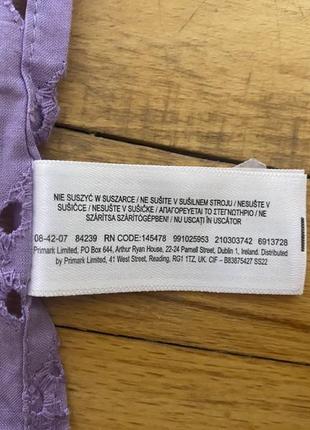 NIE SUSZYĆ W SUSZARCE / NE SUŠITE V SUŠILNEM STROJU / NESUŠITE V
SUŠIČCE / NESUŠTE V SUŠIČKE / ΑΠΑΓΟΡΕΥΕΤΑΙ ΤΟ ΣΤΕΓΝΩΤΗΡΙΟ / NE
SZÁRÍTSA SZÁRÍTÓGÉPBEN! / NU USCAȚI ÎN USCĂTOR
08-42-07 84239 RN CODE:145478 991025953 210303742 6913728
Primark Limited, PO Box 644, Arthur Ryan House, 22-24 Parnell Street, Dublin 1, Ireland. Distributed
by Primark Limited, 41 West Street, Reading, RG1 1TZ, UK. CIF – B83875427 SS22